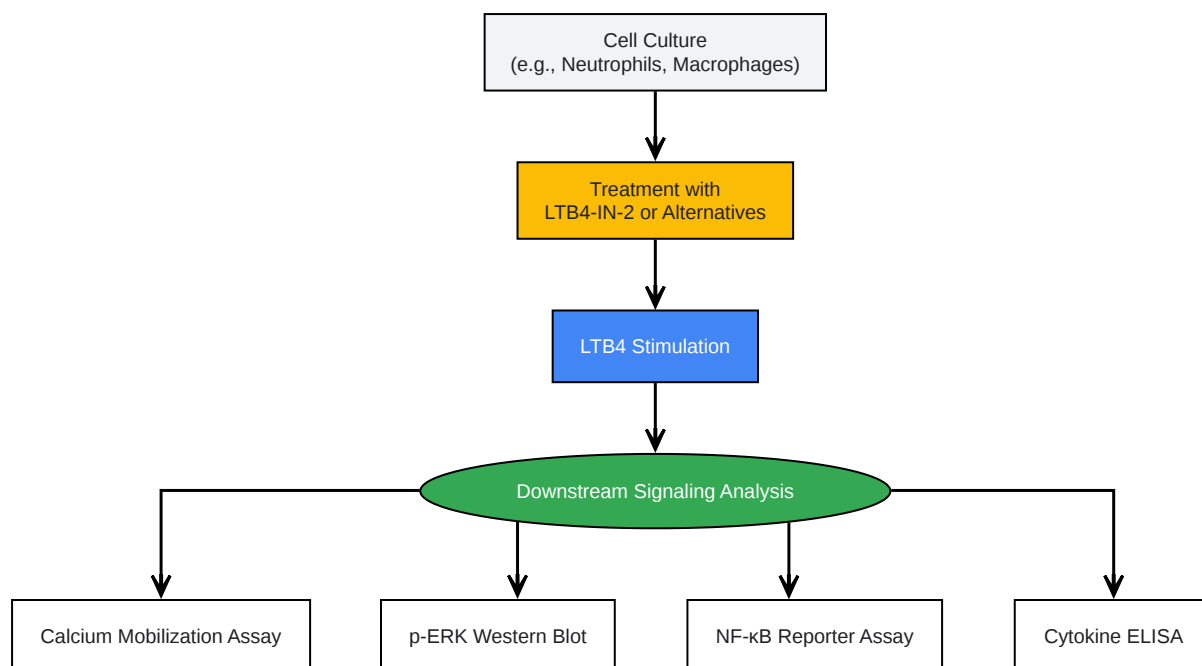 Cell Culture
(e.g., Neutrophils, Macrophages)
Treatment with
LTB4-IN-2 or Alternatives
LTB4 Stimulation
Downstream Signaling Analysis
Calcium Mobilization Assay
p-ERK Western Blot
NF-κB Reporter Assay
Cytokine ELISA